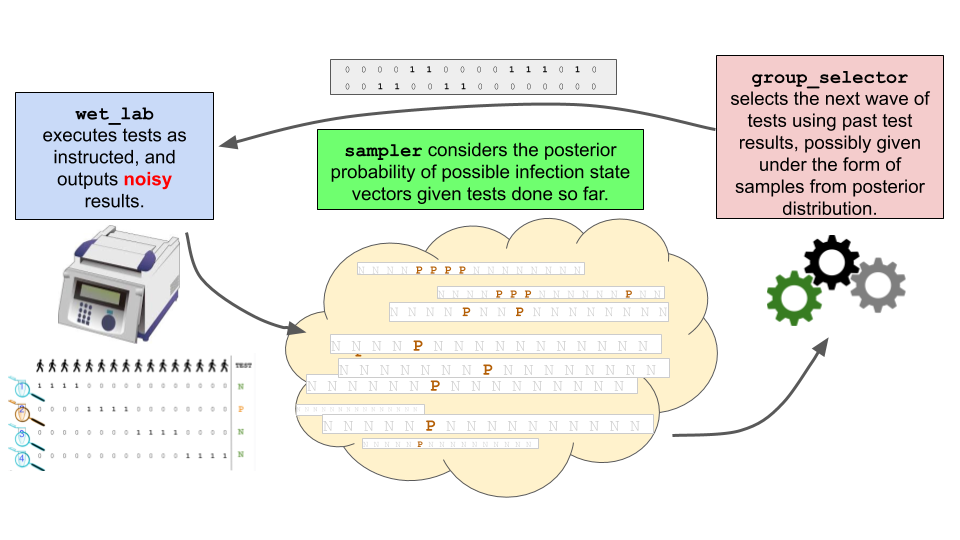 0 0 0 0 1 1 0 0 0 0 1 1 1 0 1 0
0 0 1 1 0 0 1 1 0 0 0 0 0 0 0 0
wet_lab
executes tests as
instructed, and
outputs noisy
results.
sampler considers the posterior
probability of possible infection state
vectors given tests done so far.
group_selector
selects the next wave of
tests using past test
results, possibly given
under the form of
samples from posterior
distribution.
N N N N P P P P N N N N N N N N
N N N N P P P N N N N N N P N N
N N N N P N N P N N N N N N N N
N N N N P N N N N N N N N N N N
N N N N N N N P N N N N N N N N
N N N N N N P N N N N N N N N N
N N N N N P N N N N N N N N N N
N N N N N P N N N N N N N N N N
TEST
1 1 1 1 1 0 0 0 0 0 0 0 0 0 0 0 0 N
2 0 0 0 0 1 1 1 1 0 0 0 0 0 0 0 0 P
3 0 0 0 0 0 0 0 0 1 1 1 1 0 0 0 0 N
4 0 0 0 0 0 0 0 0 0 0 0 0 1 1 1 1 N